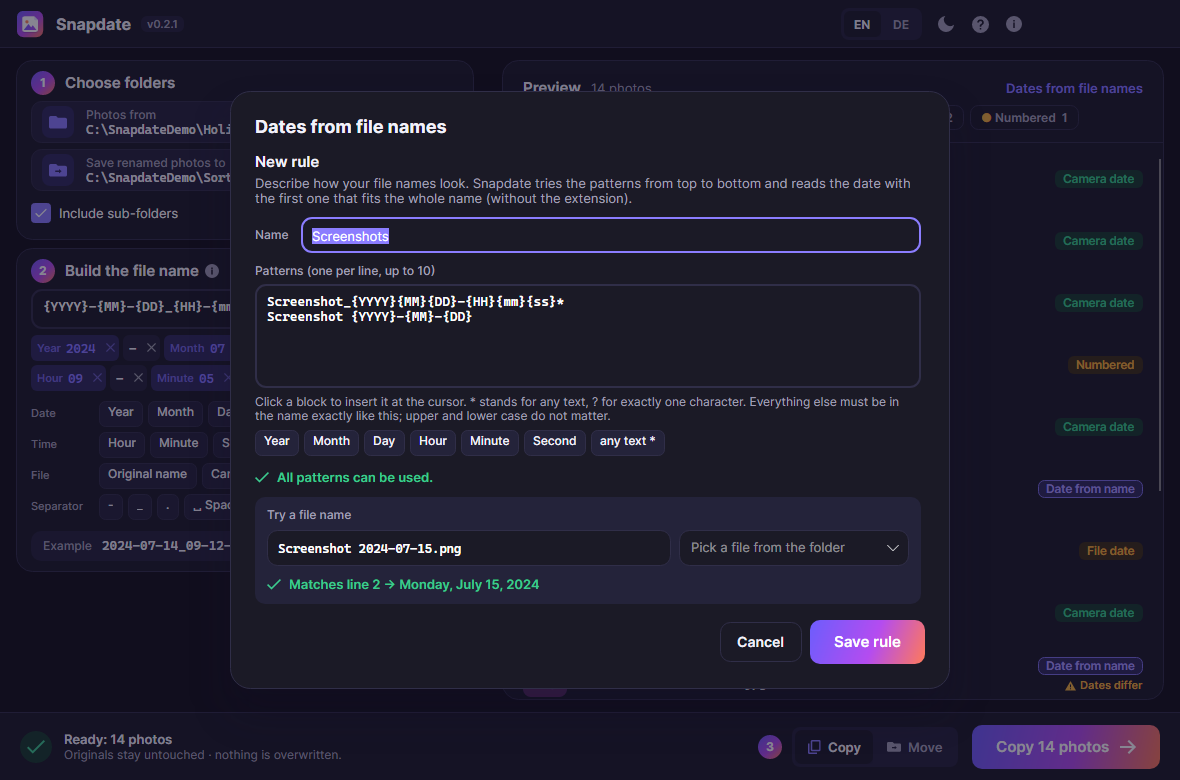 Snapdate v0.2.1
EN DE
1 Choose folders
Photos from
C:\SnapdateDemo\Holi
Save renamed photos to
C:\SnapdateDemo\Sort
Include sub-folders
2 Build the file name
{YYYY}-{MM}-{DD}_{HH}-{mm
Year 2024 × – × Month 07
Hour 09 × – × Minute 05 ×
Date Year Month Da
Time Hour Minute S
File Original name Car
Separator - _ . ␣ Spac
Example 2024-07-14_09-12-
Preview 14 photos
Dates from file names
2 Numbered 1
Camera date
Camera date
Camera date
Numbered
Camera date
Date from name
File date
Camera date
Date from name
Dates differ
Dates from file names
New rule
Describe how your file names look. Snapdate tries the patterns from top to bottom and reads the date with
the first one that fits the whole name (without the extension).
Name Screenshots
Patterns (one per line, up to 10)
Screenshot_{YYYY}{MM}{DD}-{HH}{mm}{ss}*
Screenshot {YYYY}-{MM}-{DD}
Click a block to insert it at the cursor. * stands for any text, ? for exactly one character. Everything else must be in
the name exactly like this; upper and lower case do not matter.
Year Month Day Hour Minute Second any text *
All patterns can be used.
Try a file name
Screenshot 2024-07-15.png Pick a file from the folder
Matches line 2 → Monday, July 15, 2024
Cancel Save rule
Ready: 14 photos
Originals stay untouched · nothing is overwritten.
3 Copy Move Copy 14 photos →